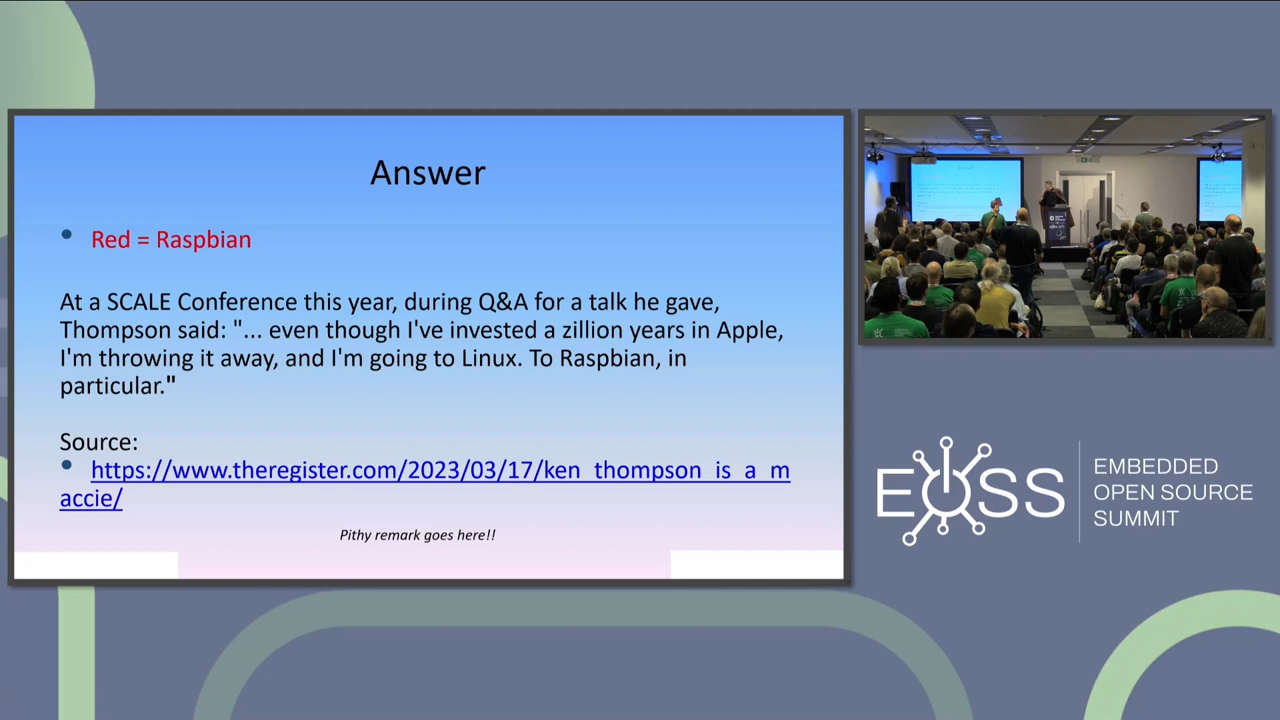 Answer
Red = Raspbian
At a SCALE Conference this year, during Q&A for a talk he gave,
Thompson said: "... even though I've invested a zillion years in Apple,
I'm throwing it away, and I'm going to Linux. To Raspbian, in
particular."
Source:
https://www.theregister.com/2023/03/17/ken_thompson_is_a_m
accie/
Pithy remark goes here!!
EOSS
EMBEDDED
OPEN SOURCE
SUMMIT